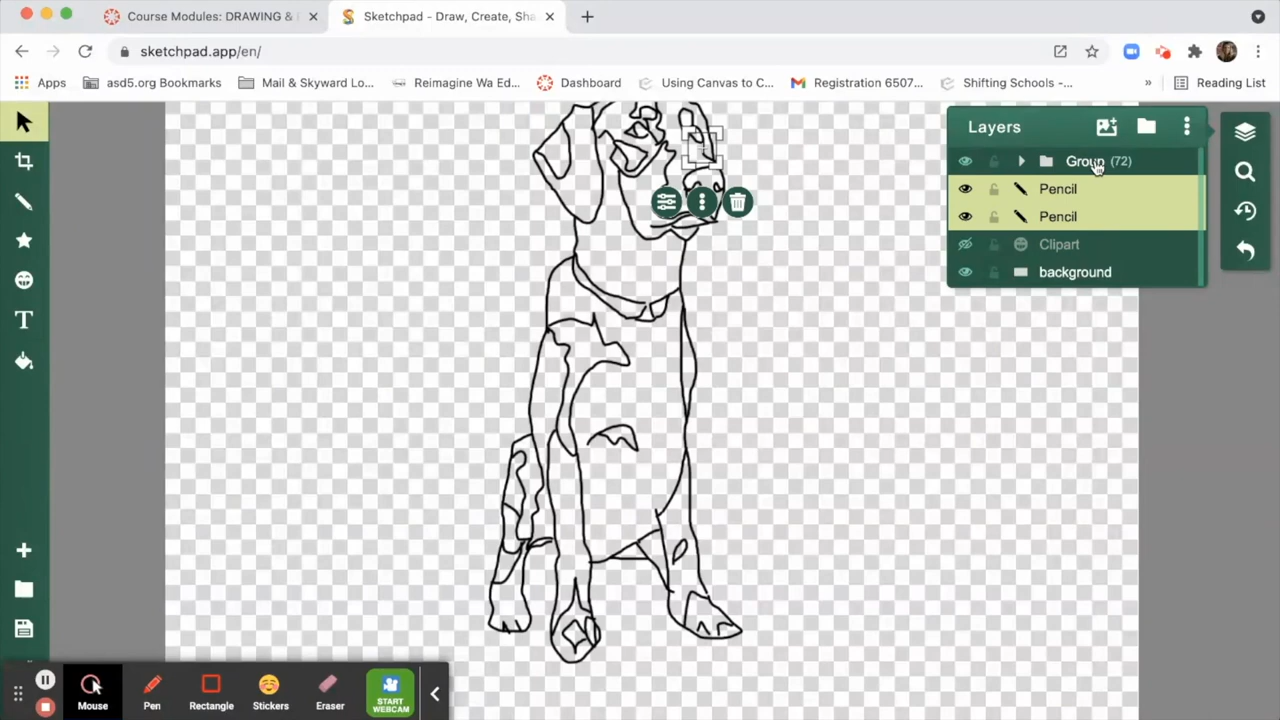 Course Modules: DRAWING & I
Sketchpad - Draw, Create, Sha
sketchpad.app/en/
Apps
asd5.org Bookmarks
Mail & Skyward Lo...
Reimagine Wa Ed...
Dashboard
Using Canvas to C...
Registration 6507...
Shifting Schools -...
»
Reading List
Layers
Group (72)
Pencil
Pencil
Clipart
background
T
Mouse
Pen
Rectangle
Stickers
Eraser
START
WEBCAM